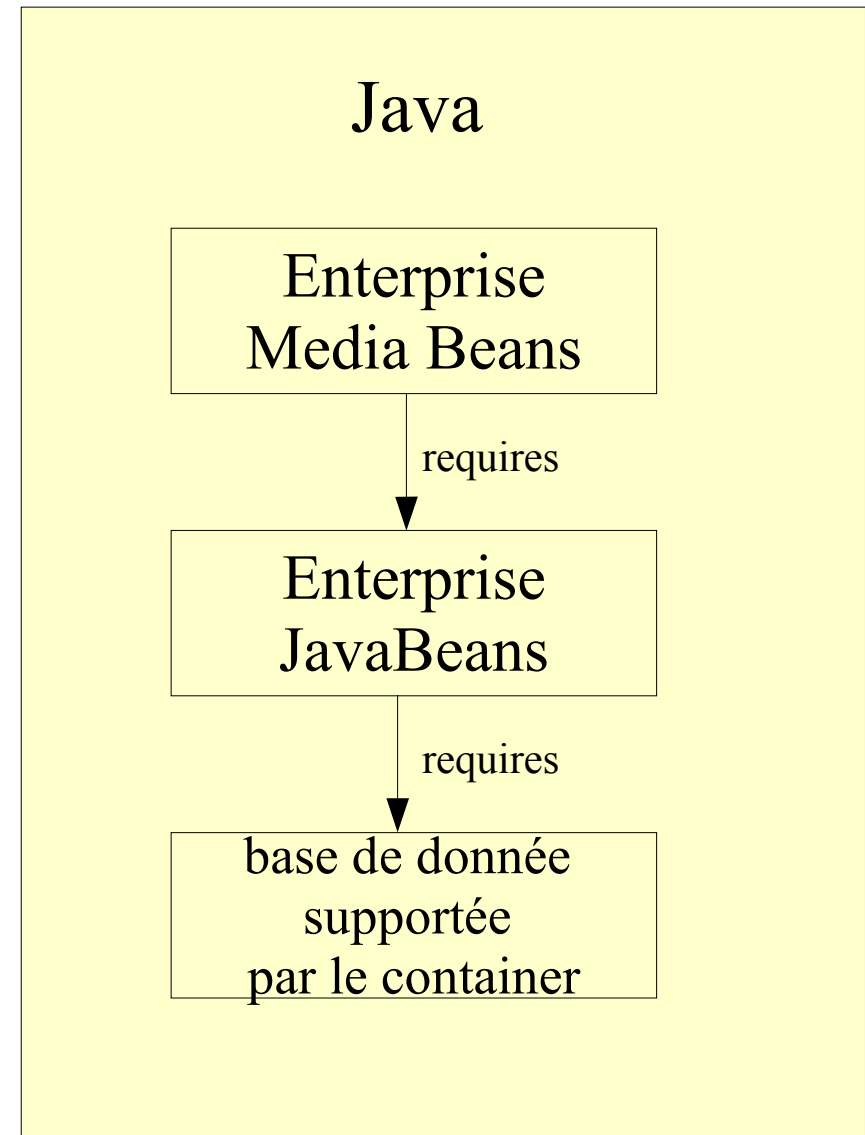 Java
Enterprise
Media Beans
requires
Enterprise
JavaBeans
requires
base de donnée
supportée
par le container